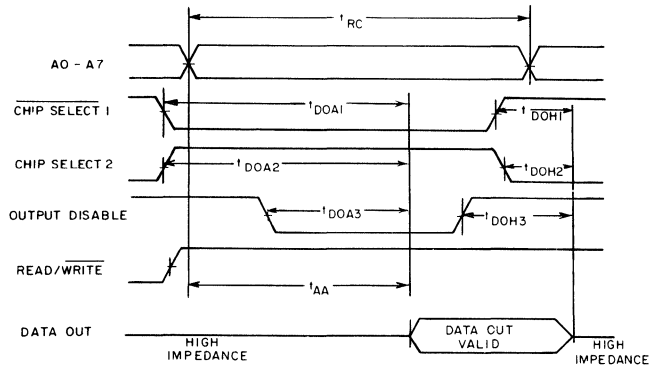 tRC
A0 - A7
CHIP SELECT 1
tDOA1
tDOH1
CHIP SELECT 2
tDOA2
tDOH2
OUTPUT DISABLE
tDOA3
tDOH3
READ/WRITE
tAA
DATA OUT
HIGH
IMPEDANCE
DATA CUT
VALID
HIGH
IMPEDANCE